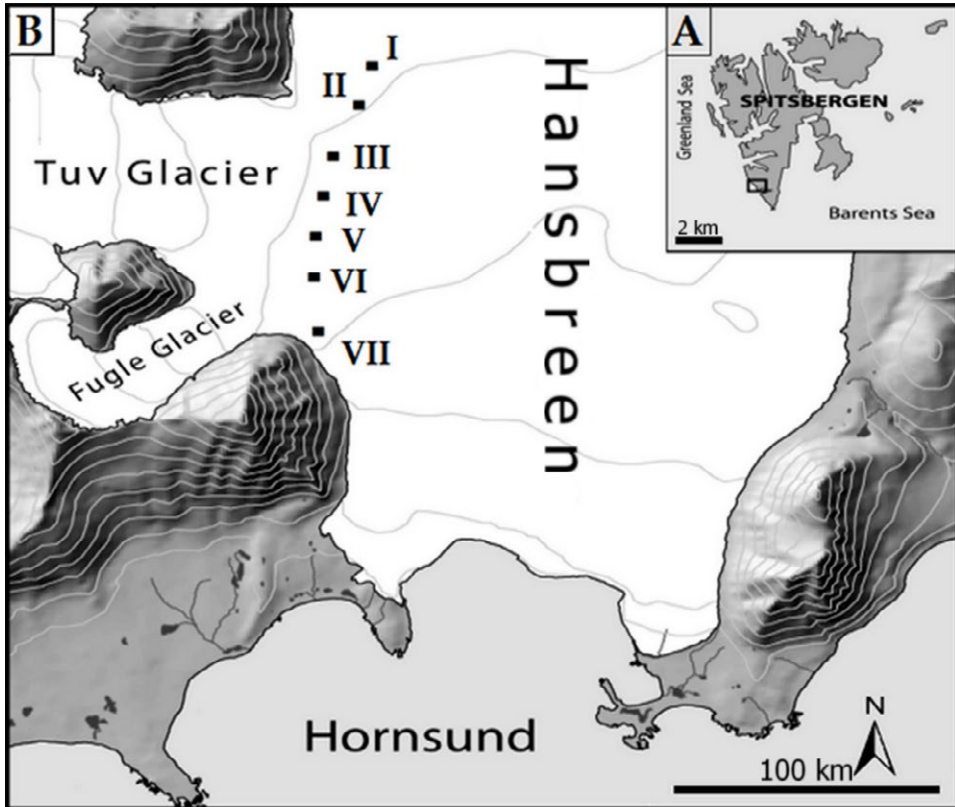 B
I
II
III
IV
V
VI
VII
Tuv Glacier
Fugle Glacier
Hansbreen
Hornsund
N
100 km
A
SPITSBERGEN
Greenland Sea
Barents Sea
2 km